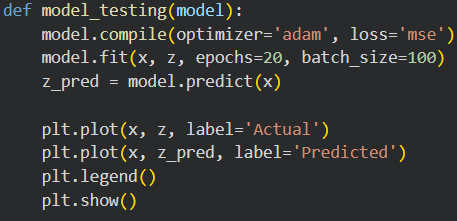 def model_testing(model):
    model.compile(optimizer='adam', loss='mse')
    model.fit(x, z, epochs=20, batch_size=100)
    z_pred = model.predict(x)

    plt.plot(x, z, label='Actual')
    plt.plot(x, z_pred, label='Predicted')
    plt.legend()
    plt.show()